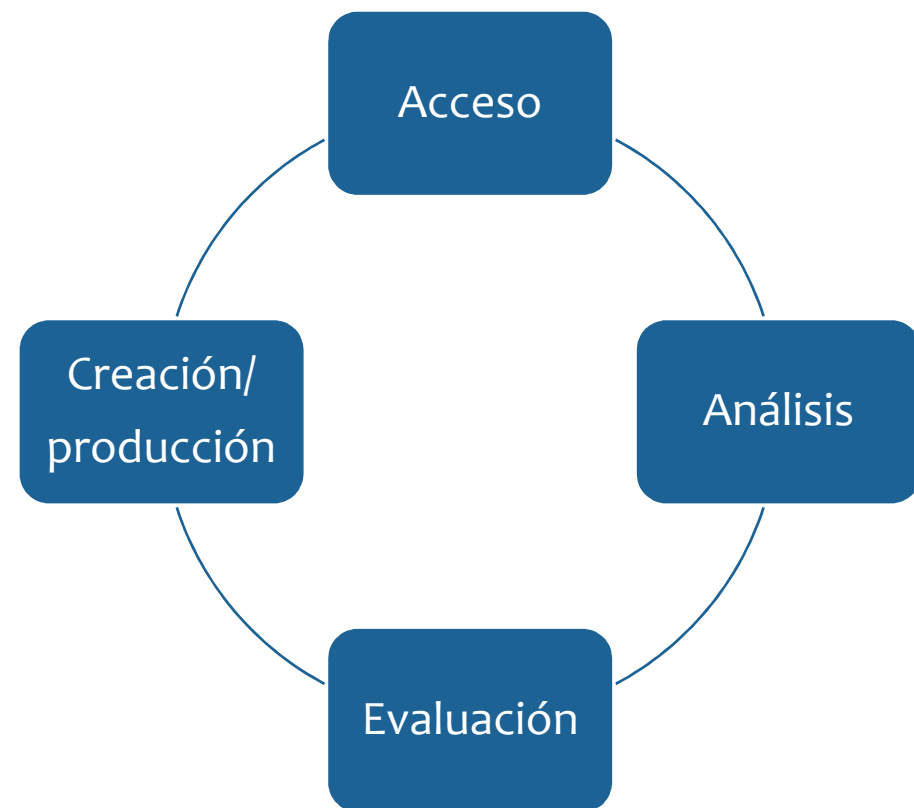 Acceso
Análisis
Evaluación
Creación/
producción